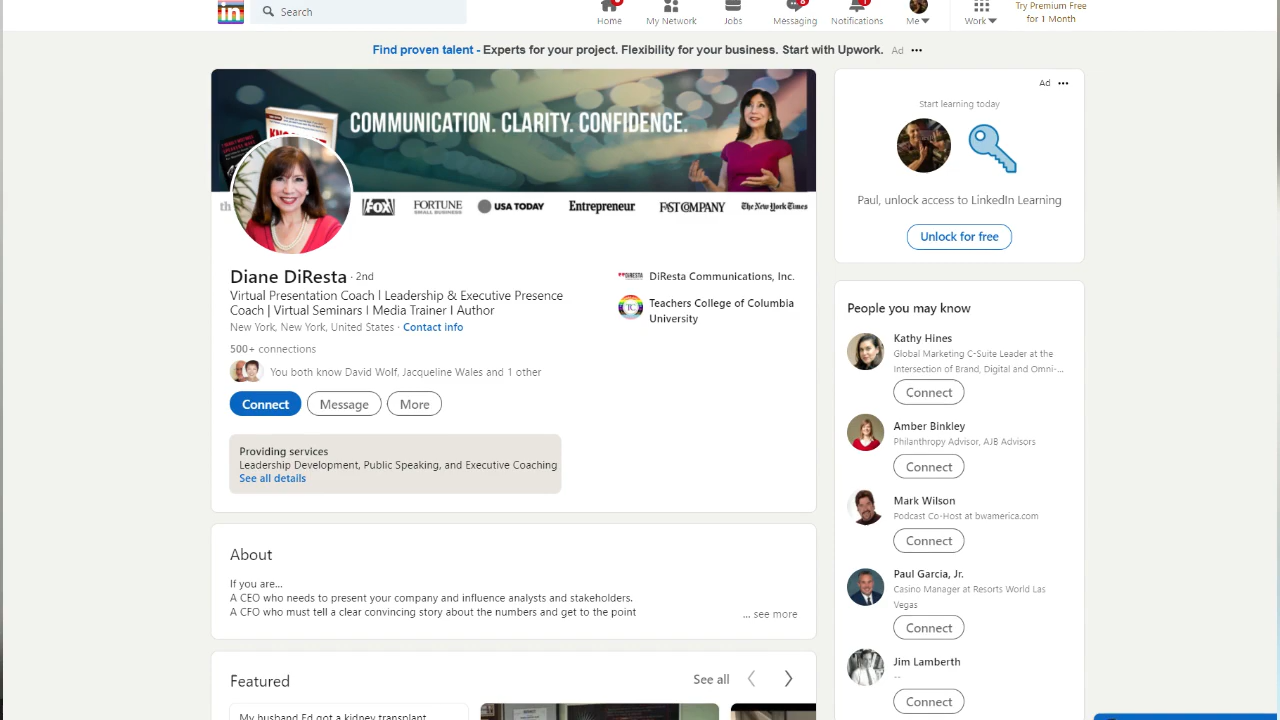 in
Search
Home
My Network
Jobs
Messaging
Notifications
Me
Work
Try Premium Free
for 1 Month
Find proven talent - Experts for your project. Flexibility for your business. Start with Upwork. Ad
COMMUNICATION. CLARITY. CONFIDENCE.
th
FOX
FORTUNE
SMALL BUSINESS
USA TODAY
Entrepreneur
FAST COMPANY
The New York Times
Diane DiResta · 2nd
Virtual Presentation Coach | Leadership & Executive Presence
Coach | Virtual Seminars I Media Trainer I Author
New York, New York, United States · Contact info
500+ connections
You both know David Wolf, Jacqueline Wales and 1 other
Connect
Message
More
DIRESTA
DiResta Communications, Inc.
TC
Teachers College of Columbia
University
Providing services
Leadership Development, Public Speaking, and Executive Coaching
See all details
About
If you are...
A CEO who needs to present your company and influence analysts and stakeholders.
A CFO who must tell a clear convincing story about the numbers and get to the point
... see more
Featured
See all
My husband Ed got a kidney transplant
Ad
Start learning today
Paul, unlock access to LinkedIn Learning
Unlock for free
People you may know
Kathy Hines
Global Marketing C-Suite Leader at the
Intersection of Brand, Digital and Omni-...
Connect
Amber Binkley
Philanthropy Advisor, AJB Advisors
Connect
Mark Wilson
Podcast Co-Host at bwamerica.com
Connect
Paul Garcia, Jr.
Casino Manager at Resorts World Las
Vegas
Connect
Jim Lamberth
--
Connect